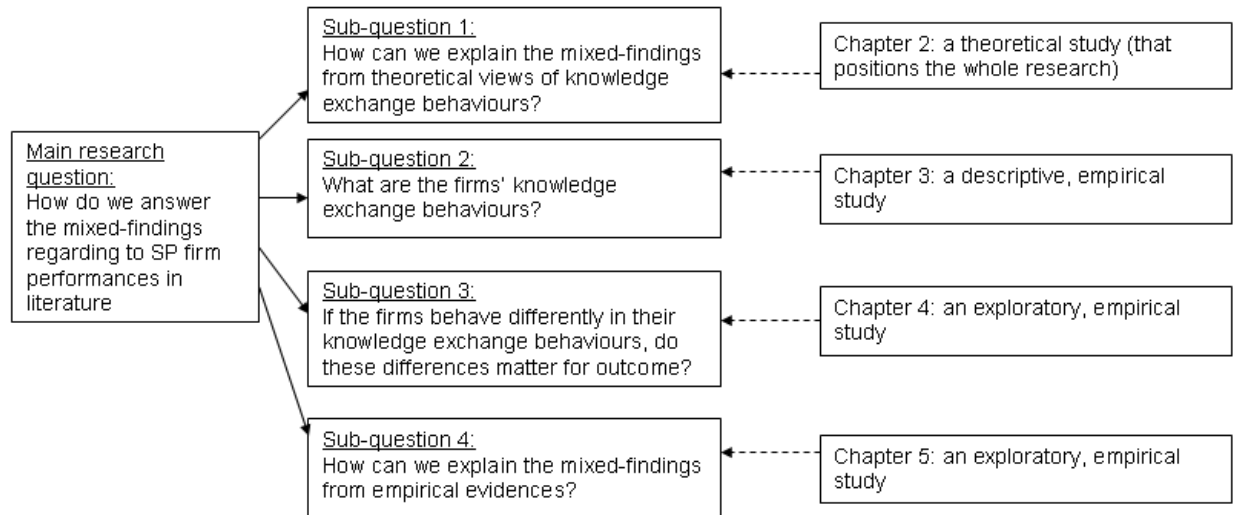 Main research
question:
How do we answer
the mixed-findings
regarding to SP firm
performances in
literature
Sub-question 1:
How can we explain the mixed-findings
from theoretical views of knowledge
exchange behaviours?
Sub-question 2:
What are the firms' knowledge
exchange behaviours?
Sub-question 3:
If the firms behave differently in their
knowledge exchange behaviours, do
these differences matter for outcome?
Sub-question 4:
How can we explain the mixed-findings
from empirical evidences?
Chapter 2: a theoretical study (that
positions the whole research)
Chapter 3: a descriptive, empirical
study
Chapter 4: an exploratory, empirical
study
Chapter 5: an exploratory, empirical
study